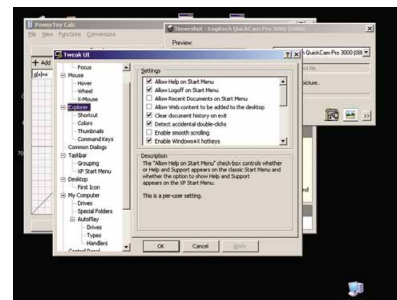 PowerToy Calc
File View Functions Conversions
Timershot - Logitech QuickCam Pro 3000
Preview:
QuickCam Pro 3000 (08
Tweak UI
Focus
Mouse
Hover
Wheel
X-Mouse
Explorer
Shortcut
Colors
Thumbnails
Command Keys
Common Dialogs
Taskbar
Grouping
XP Start Menu
Desktop
First Icon
My Computer
Drives
Special Folders
AutoPlay
Drives
Types
Handlers
Control Panel
Settings
Allow Help on Start Menu
Allow Logoff on Start Menu
Allow Recent Documents on Start Menu
Allow Web content to be added to the desktop
Clear document history on exit
Detect accidental double-clicks
Enable smooth scrolling
Enable Windows+X hotkeys
Description
The "Allow Help on Start Menu" check-box controls whether
or Help and Support appears on the classic Start Menu and
whether the option to show Help and Support
appears on the XP Start Menu.
This is a per-user setting.
OK
Cancel
Apply
+ Add
icture.
nd